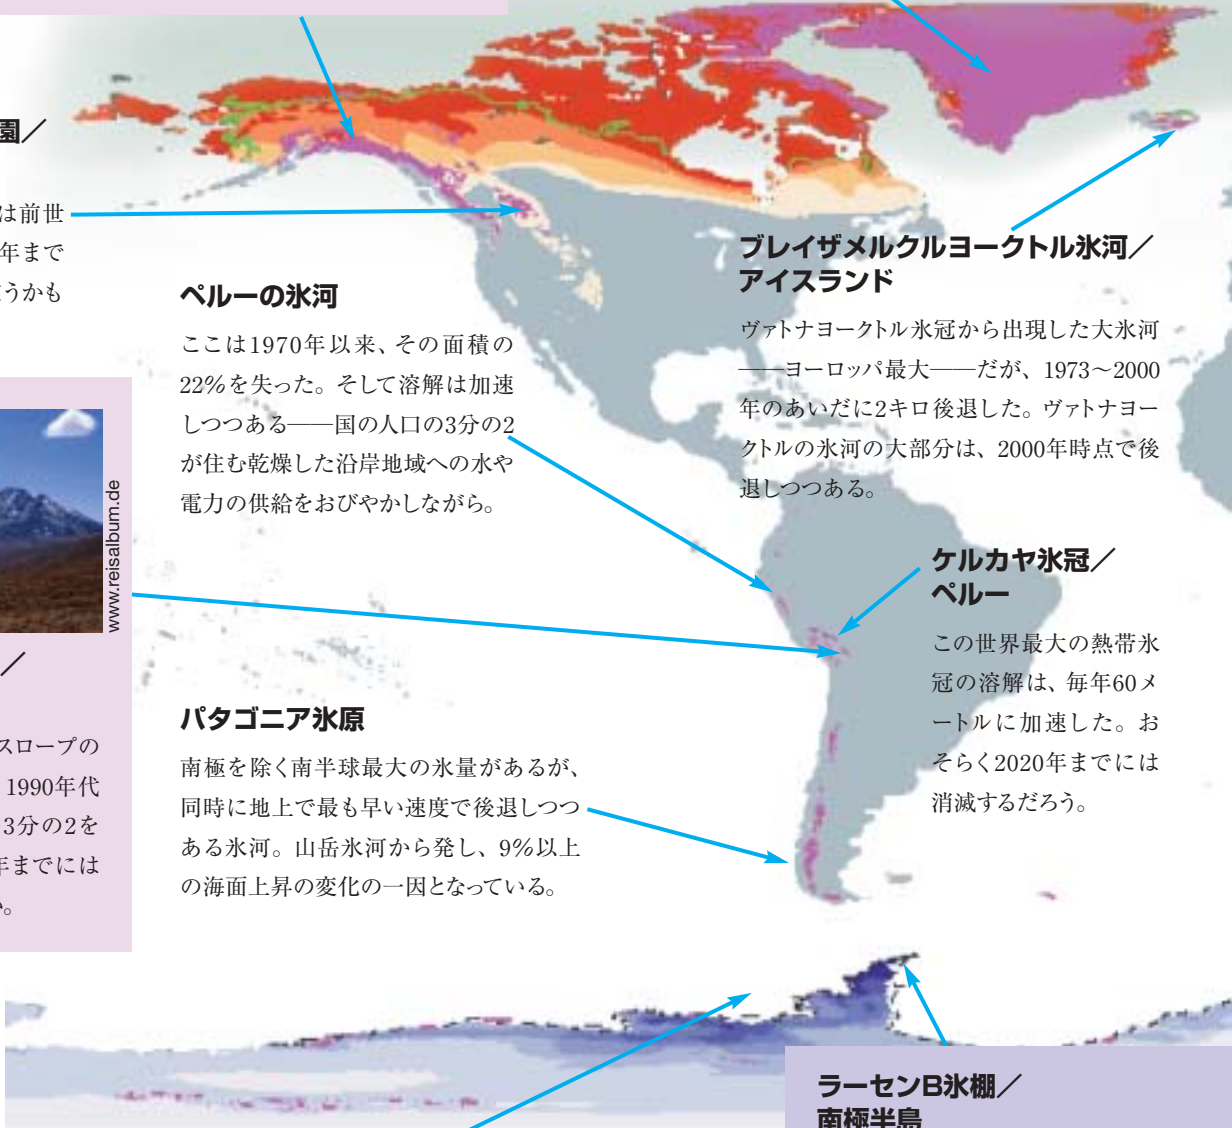 園／
は前世
年まで
うかも
ペルーの氷河
ここは1970年以来、その面積の
22％を失った。そして溶解は加速
しつつある——国の人口の3分の2
が住む乾燥した沿岸地域への水や
電力の供給をおびやかしながら。
ブレイザメルクルヨークトル氷河／
アイスランド
ヴァトナヨークトル氷冠から出現した大氷河
——ヨーロッパ最大——だが、1973〜2000
年のあいだに2キロ後退した。ヴァトナヨー
クトルの氷河の大部分は、2000年時点で後
退しつつある。
www.reisalbum.de
／
スロープの
1990年代
3分の2を
年までには
。
ケルカヤ氷冠／
ペルー
この世界最大の熱帯氷
冠の溶解は、毎年60メ
ートルに加速した。お
そらく2020年までには
消滅するだろう。
パタゴニア氷原
南極を除く南半球最大の氷量があるが、
同時に地上で最も早い速度で後退しつつ
ある氷河。山岳氷河から発し、9％以上
の海面上昇の変化の一因となっている。
ラーセンB氷棚／
南極半島